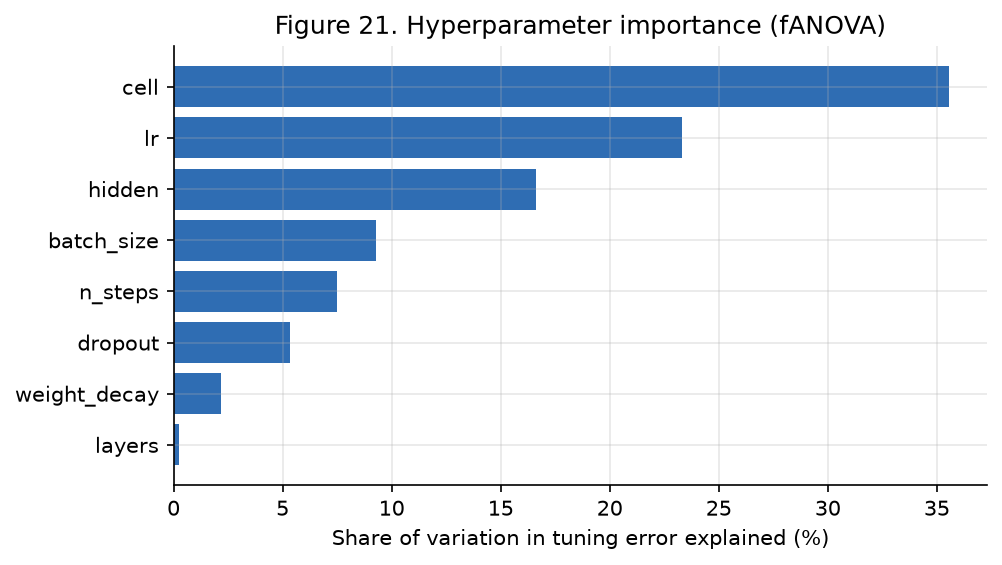 Figure 21. Hyperparameter importance (fANOVA)
cell
lr
hidden
batch_size
n_steps
dropout
weight_decay
layers
0 5 10 15 20 25 30 35
Share of variation in tuning error explained (%)